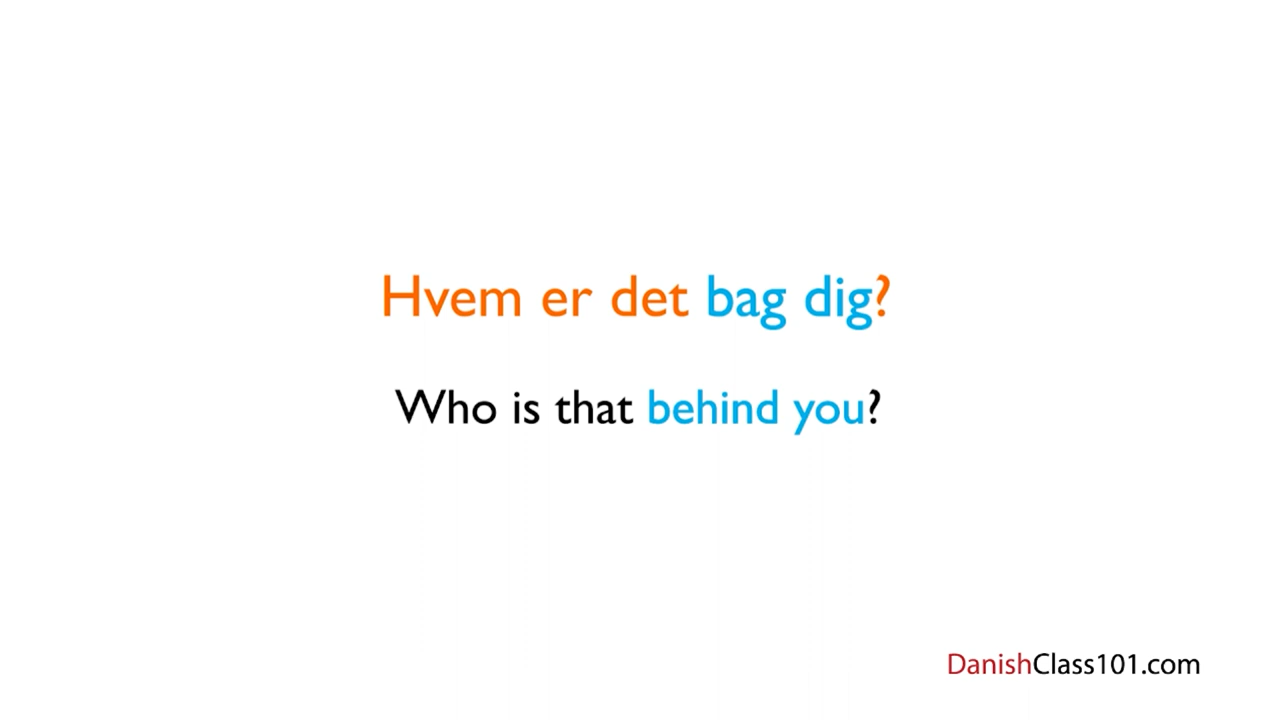 Hvem er det bag dig?
Who is that behind you?
DanishClass101.com